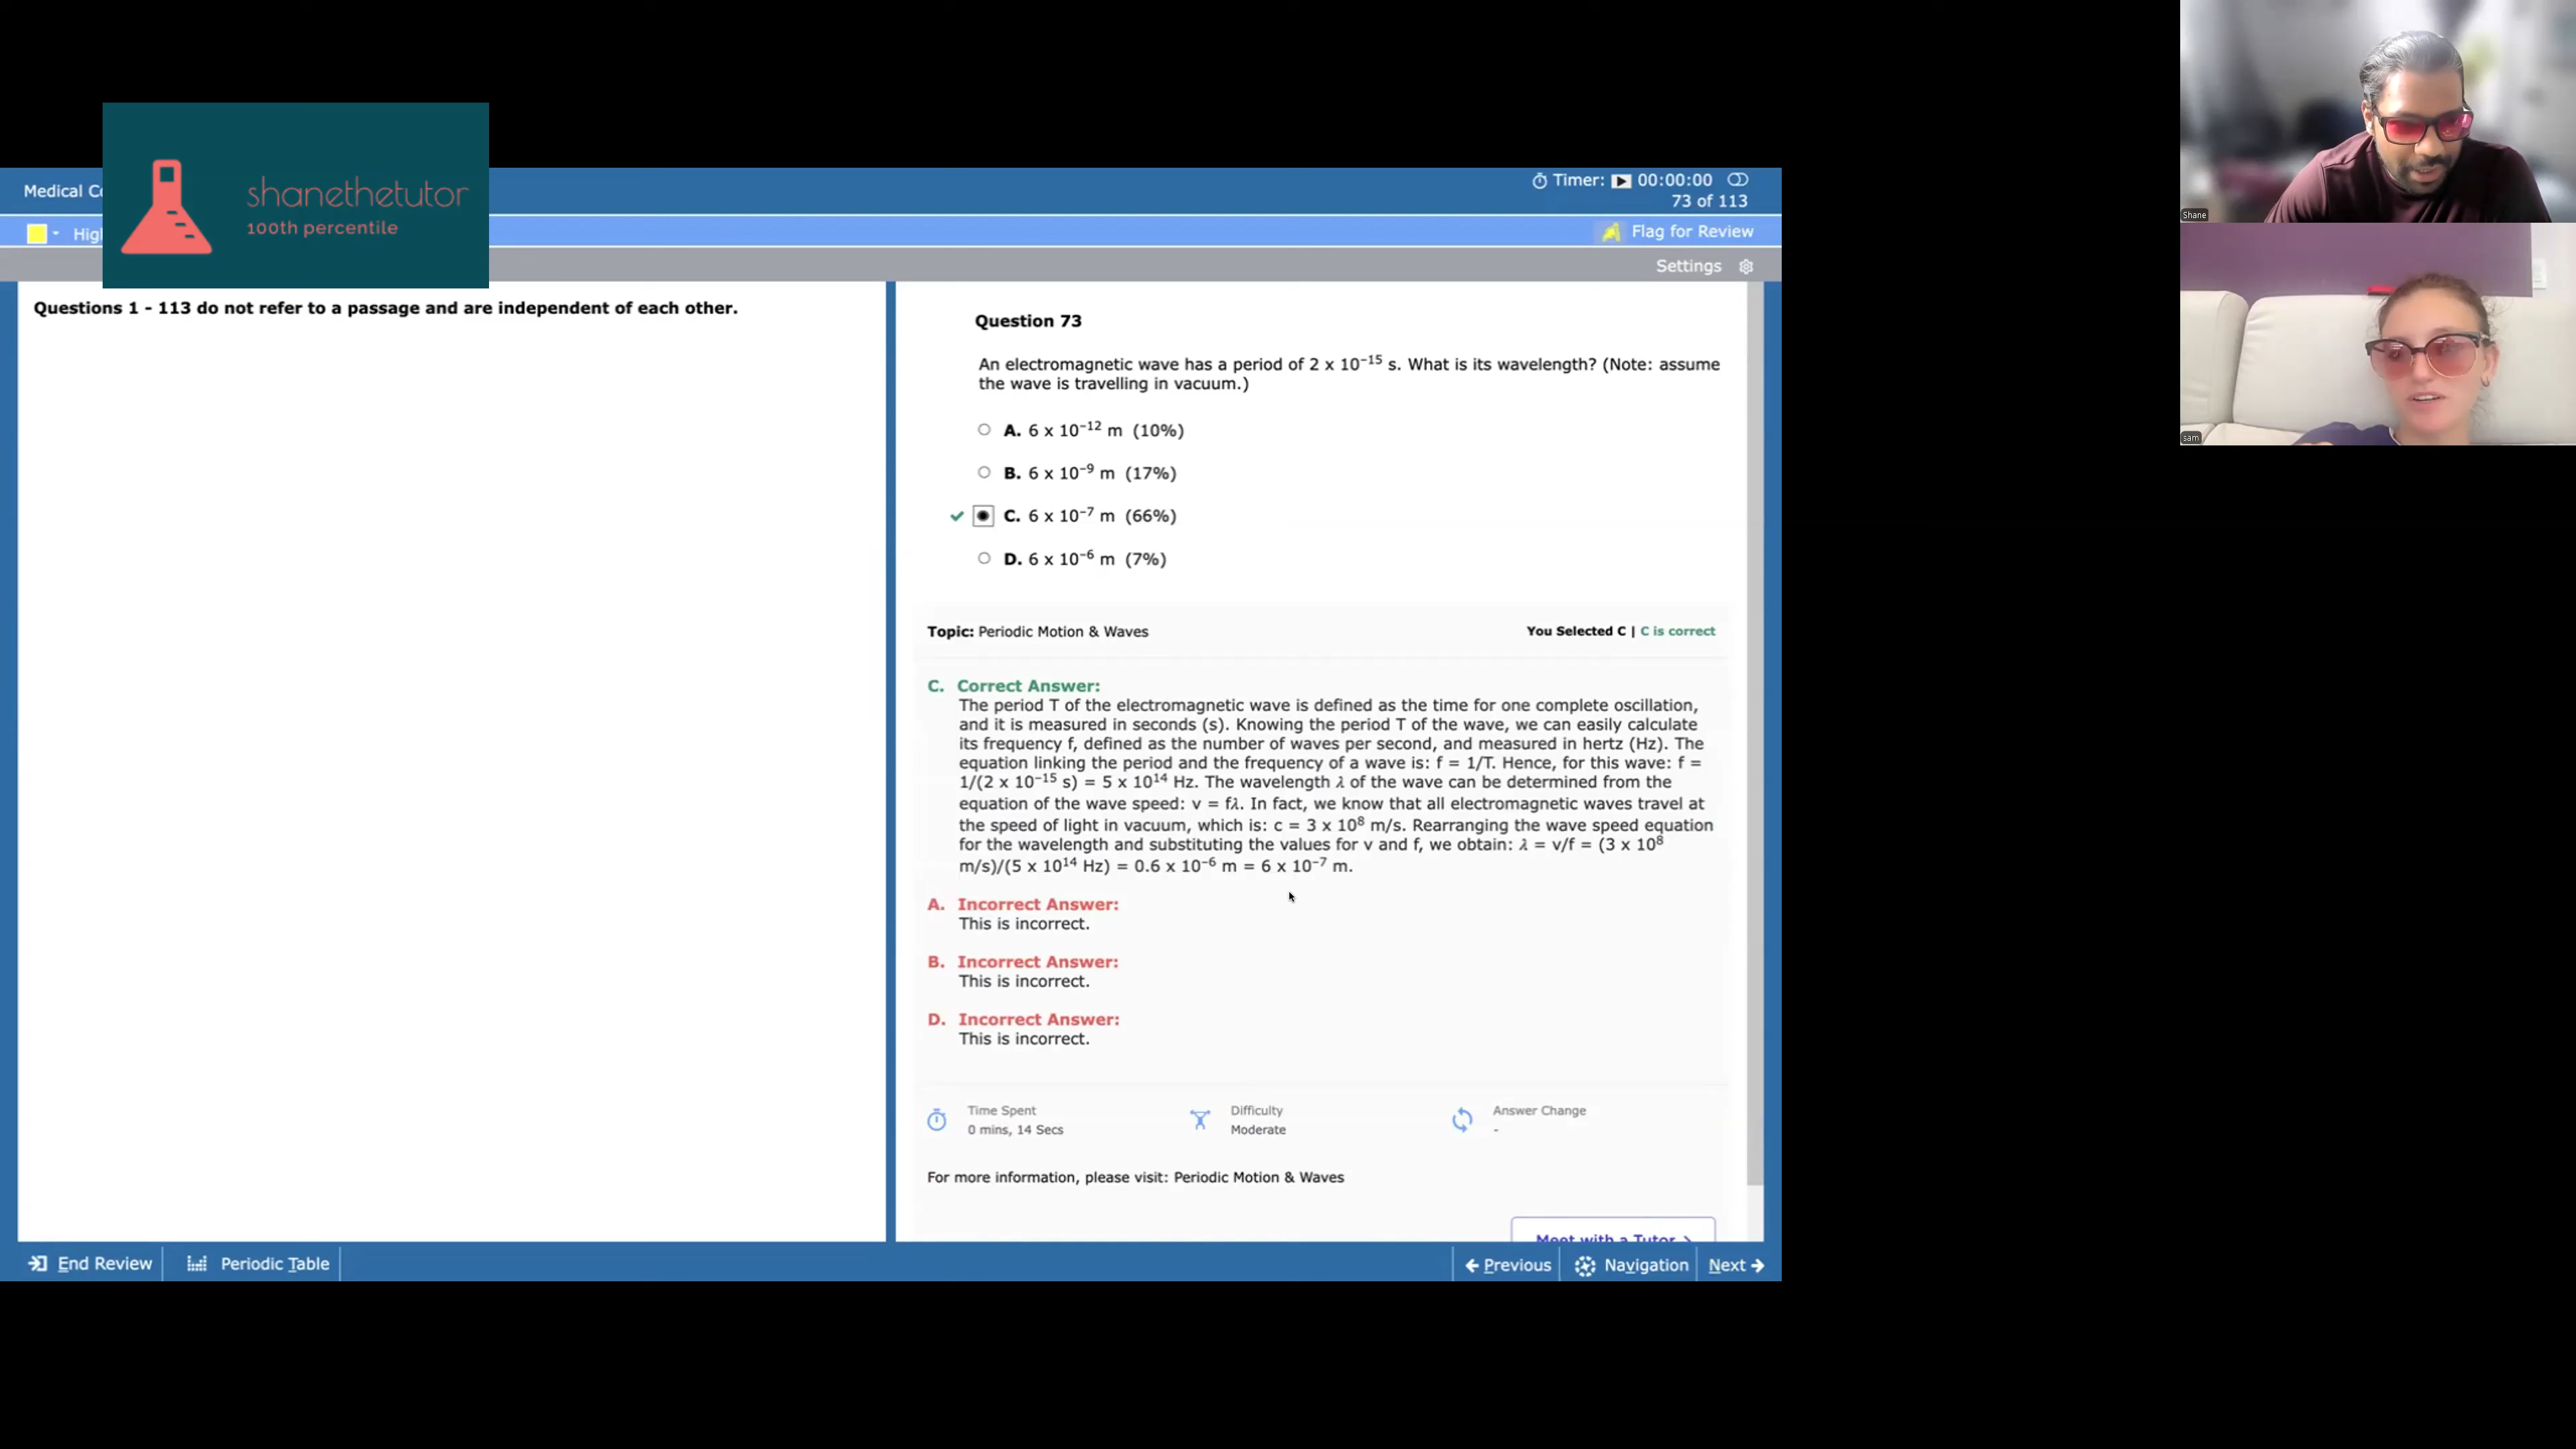 shanethetutor
100th percentile
Medical
Timer: 00:00:00
73 of 113
Flag for Review
Settings
Questions 1 - 113 do not refer to a passage and are independent of each other.
Question 73
An electromagnetic wave has a period of 2 x 10⁻¹⁵ s. What is its wavelength? (Note: assume
the wave is travelling in vacuum.)
A. 6 x 10⁻¹² m (10%)
B. 6 x 10⁻⁹ m (17%)
C. 6 x 10⁻⁷ m (66%)
D. 6 x 10⁻⁶ m (7%)
Topic: Periodic Motion & Waves
You Selected C | C is correct
C. Correct Answer:
The period T of the electromagnetic wave is defined as the time for one complete oscillation,
and it is measured in seconds (s). Knowing the period T of the wave, we can easily calculate
its frequency f, defined as the number of waves per second, and measured in hertz (Hz). The
equation linking the period and the frequency of a wave is: f = 1/T. Hence, for this wave: f =
1/(2 x 10⁻¹⁵ s) = 5 x 10¹⁴ Hz. The wavelength λ of the wave can be determined from the
equation of the wave speed: v = fλ. In fact, we know that all electromagnetic waves travel at
the speed of light in vacuum, which is: c = 3 x 10⁸ m/s. Rearranging the wave speed equation
for the wavelength and substituting the values for v and f, we obtain: λ = v/f = (3 x 10⁸
m/s)/(5 x 10¹⁴ Hz) = 0.6 x 10⁻⁶ m = 6 x 10⁻⁷ m.
A. Incorrect Answer:
This is incorrect.
B. Incorrect Answer:
This is incorrect.
D. Incorrect Answer:
This is incorrect.
Time Spent
0 mins, 14 Secs
Difficulty
Moderate
Answer Change
-
For more information, please visit: Periodic Motion & Waves
Meet with a Tutor >
End Review
Periodic Table
Previous
Navigation
Next
Shane
sam